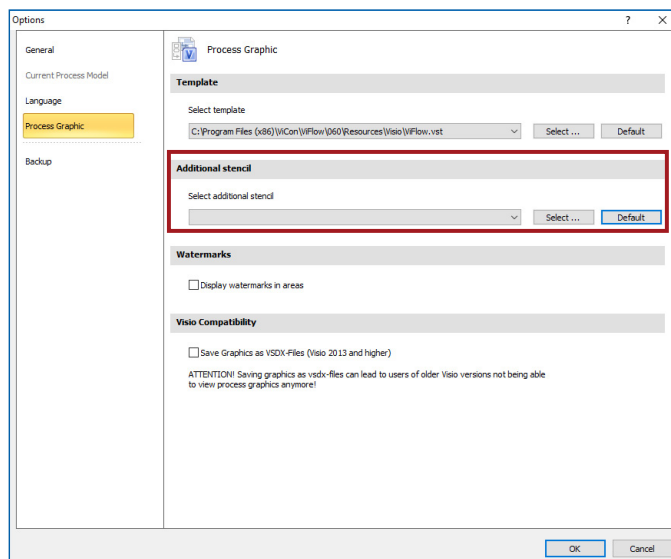 Options
? X
General
Current Process Model
Language
Process Graphic
Backup
Process Graphic
Template
Select template
C:\Program Files (x86)\ViCon\ViFlow\060\Resources\Visio\ViFlow.vst Select ... Default
Additional stencil
Select additional stencil
Select ... Default
Watermarks
Display watermarks in areas
Visio Compatibility
Save Graphics as VSDX-Files (Visio 2013 and higher)
ATTENTION! Saving graphics as vsdx-files can lead to users of older Visio versions not being able
to view process graphics anymore!
OK Cancel